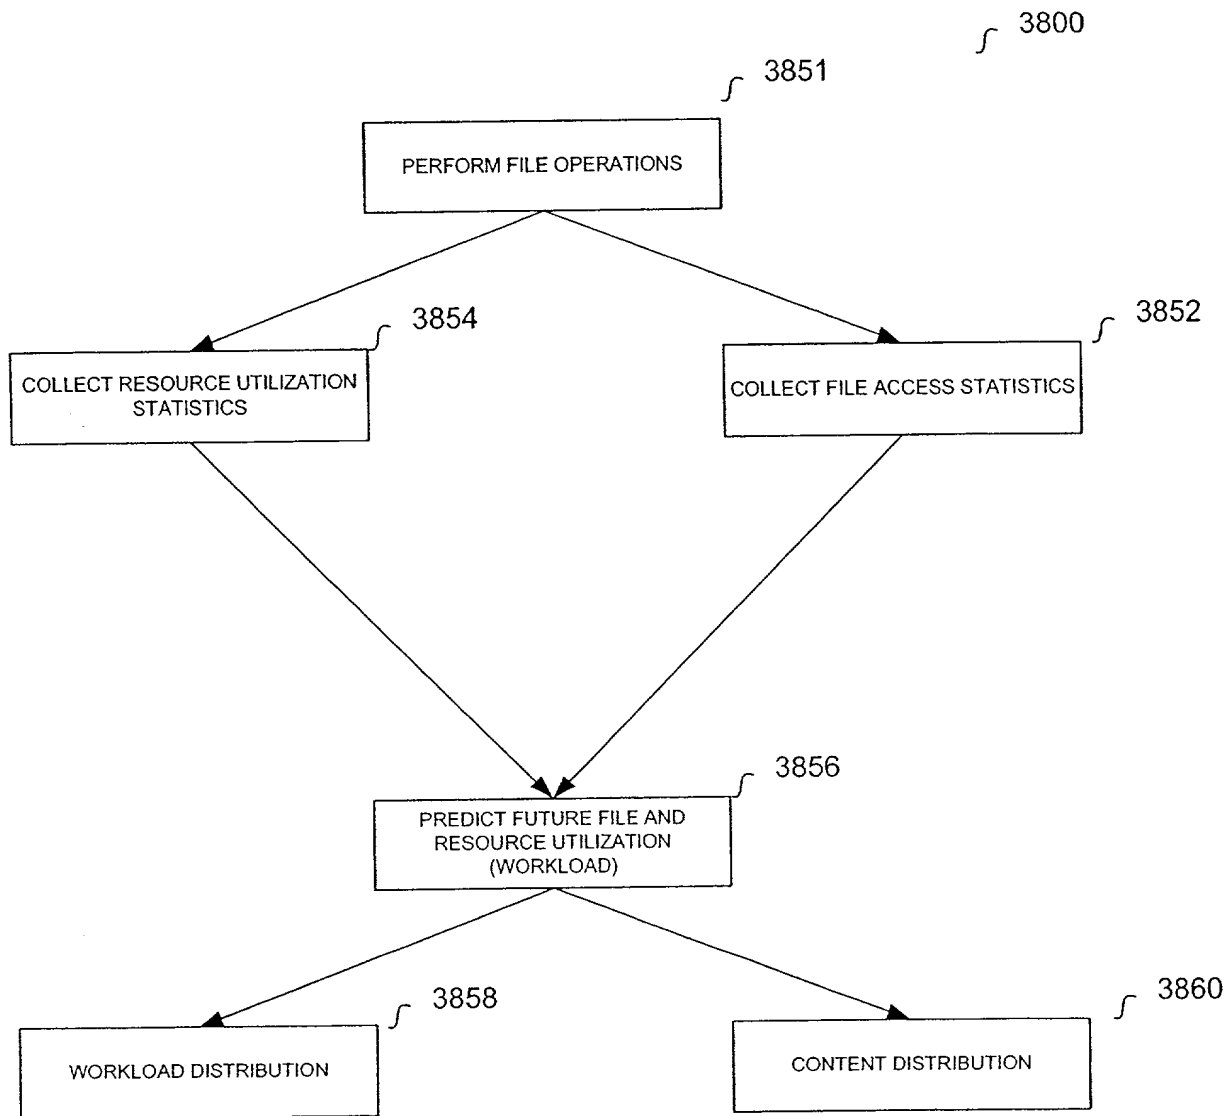 3800
3851
PERFORM FILE OPERATIONS
3854
3852
COLLECT RESOURCE UTILIZATION
STATISTICS
COLLECT FILE ACCESS STATISTICS
3856
PREDICT FUTURE FILE AND
RESOURCE UTILIZATION
(WORKLOAD)
3858
3860
WORKLOAD DISTRIBUTION
CONTENT DISTRIBUTION